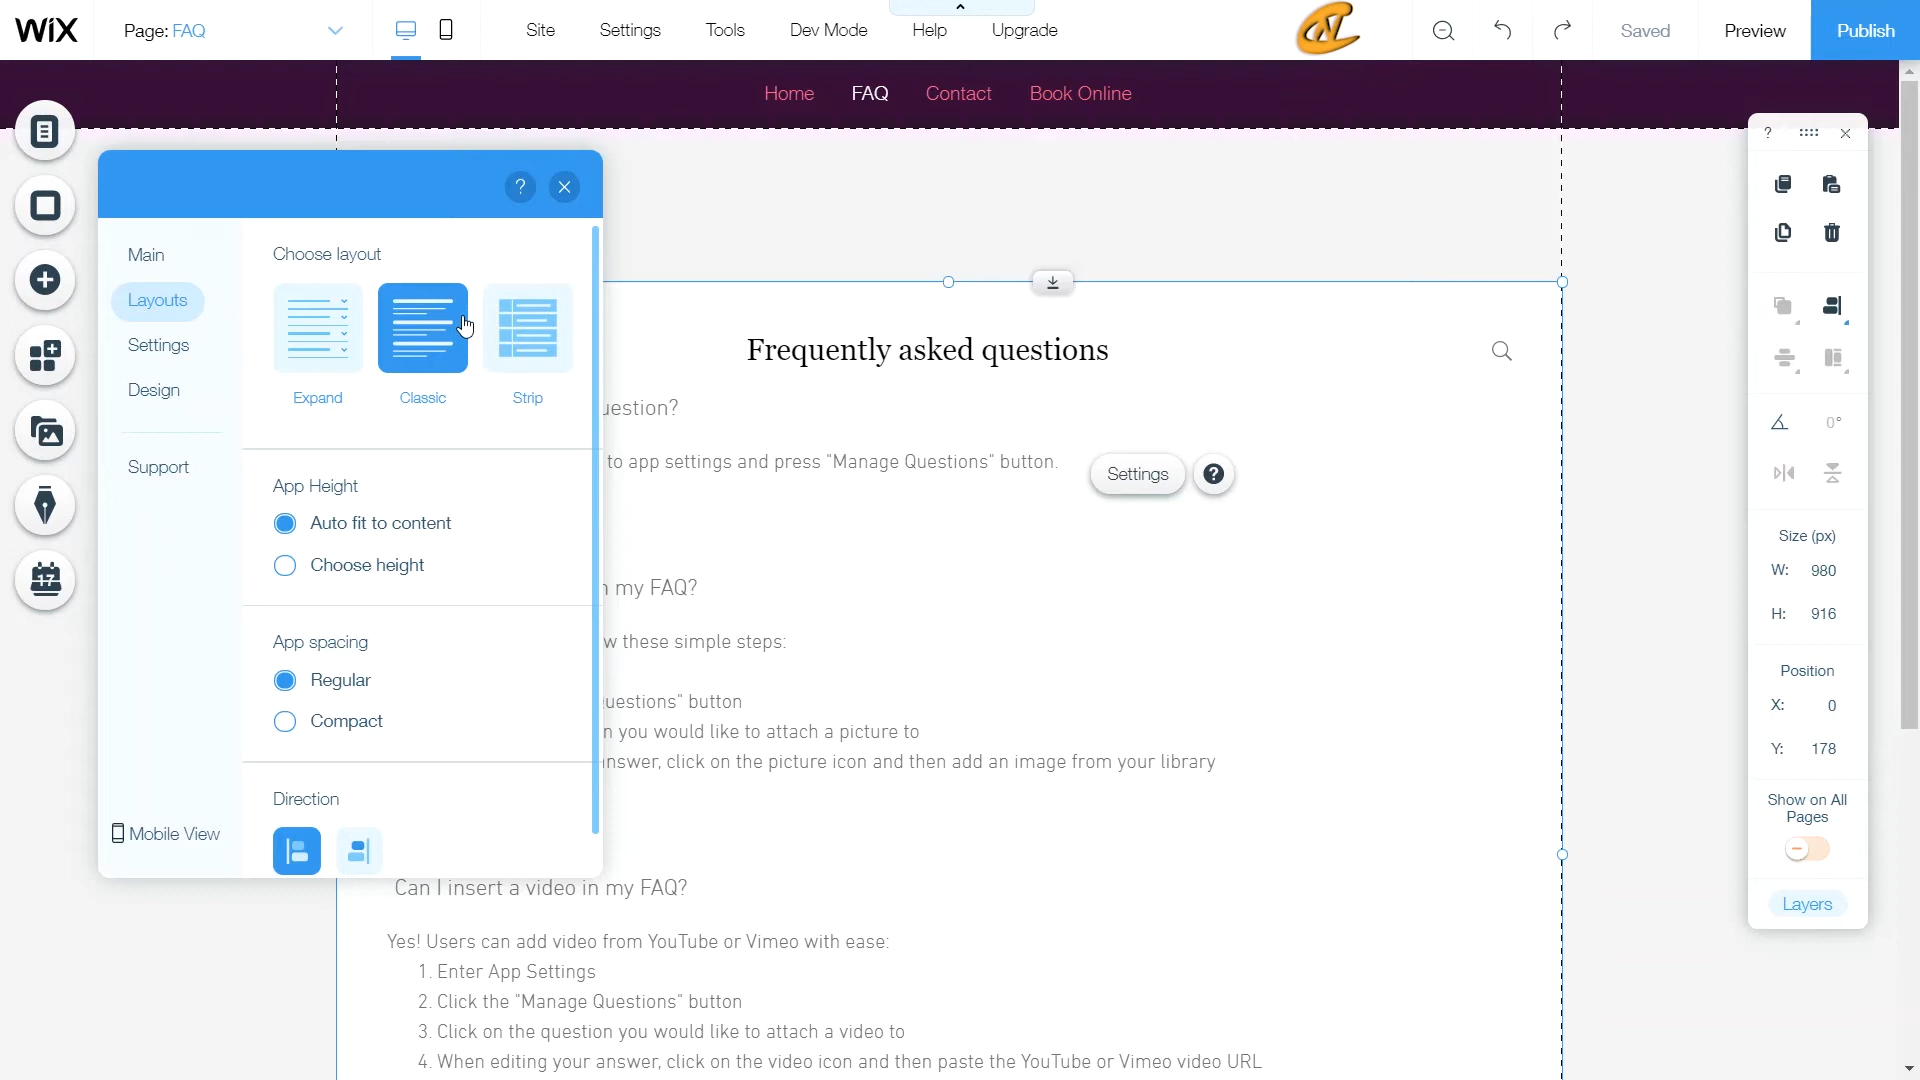 WiX
Page: FAQ
Site
Settings
Tools
Dev Mode
Help
Upgrade
Saved
Preview
Publish
Home
FAQ
Contact
Book Online
?
Main
Layouts
Settings
Design
Support
Mobile View
Choose layout
Expand
Classic
Strip
App Height
Auto fit to content
Choose height
App spacing
Regular
Compact
Direction
Frequently asked questions
uestion?
to app settings and press "Manage Questions" button.
Settings
?
my FAQ?
w these simple steps:
uestions" button
n you would like to attach a picture to
nswer, click on the picture icon and then add an image from your library
Can I insert a video in my FAQ?
Yes! Users can add video from YouTube or Vimeo with ease:
1. Enter App Settings
2. Click the "Manage Questions" button
3. Click on the question you would like to attach a video to
4. When editing your answer, click on the video icon and then paste the YouTube or Vimeo video URL
17
?
0°
Size (px)
W: 980
H: 916
Position
X: 0
Y: 178
Show on All
Pages
Layers